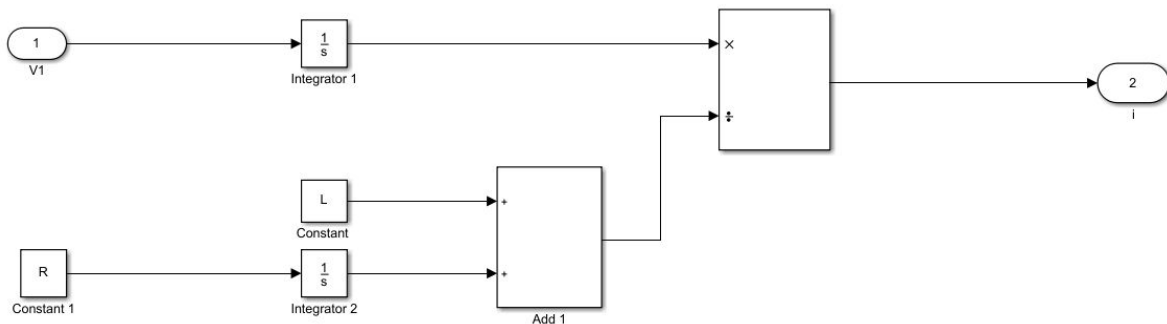 1
V1
1
s
Integrator 1
×
÷
2
i
L
Constant
+
+
Add 1
R
Constant 1
1
s
Integrator 2